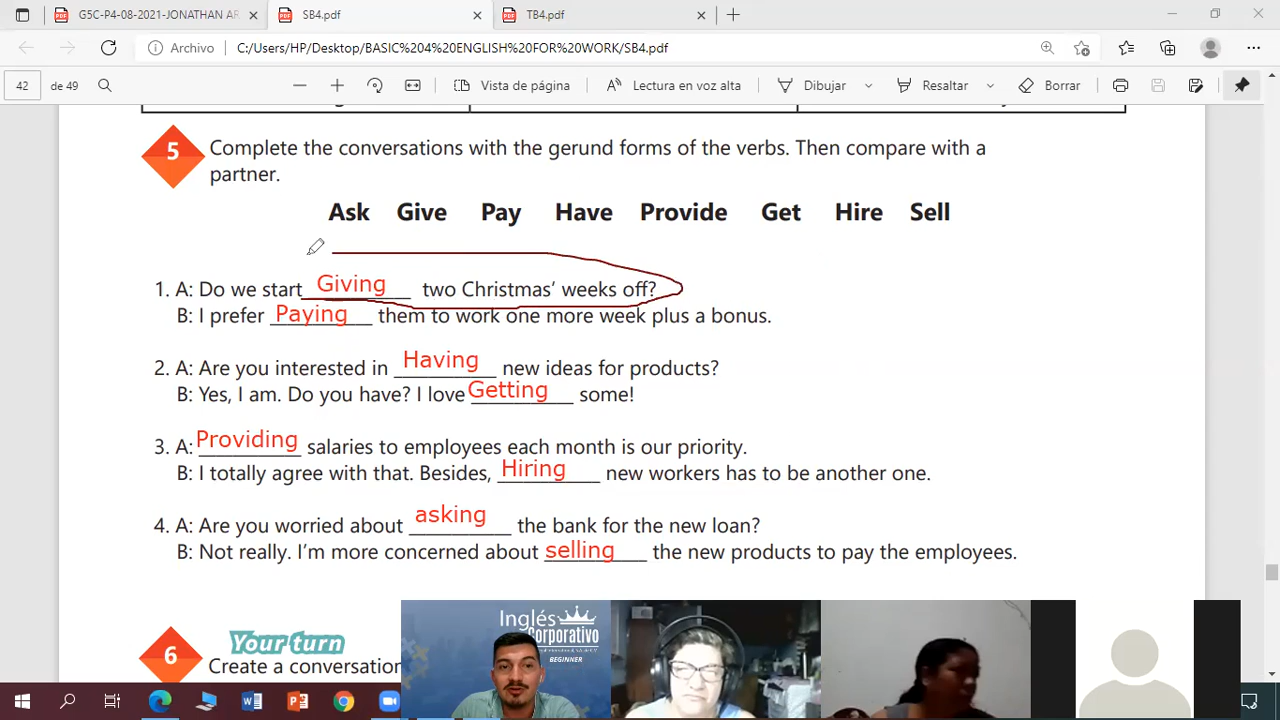 G5C-P4-08-2021-JONATHAN AR
SB4.pdf
TB4.pdf
Archivo C:/Users/HP/Desktop/BASIC%204%20ENGLISH%20FOR%20WORK/SB4.pdf
42 de 49 Vista de página Lectura en voz alta Dibujar Resaltar Borrar
5 Complete the conversations with the gerund forms of the verbs. Then compare with a
partner.
Ask Give Pay Have Provide Get Hire Sell
1. A: Do we start Giving two Christmas’ weeks off?
B: I prefer Paying them to work one more week plus a bonus.
2. A: Are you interested in Having new ideas for products?
B: Yes, I am. Do you have? I love Getting some!
3. A: Providing salaries to employees each month is our priority.
B: I totally agree with that. Besides, Hiring new workers has to be another one.
4. A: Are you worried about asking the bank for the new loan?
B: Not really. I’m more concerned about selling the new products to pay the employees.
6 Your turn
Create a conversation
Inglés
Corporativo
BEGINNER